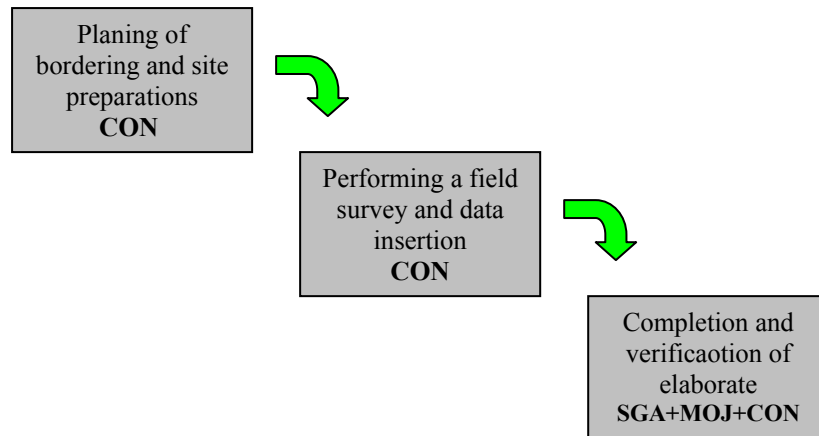 Planing of
bordering and site
preparations
CON
Performing a field
survey and data
insertion
CON
Completion and
verificaotion of
elaborate
SGA+MOJ+CON